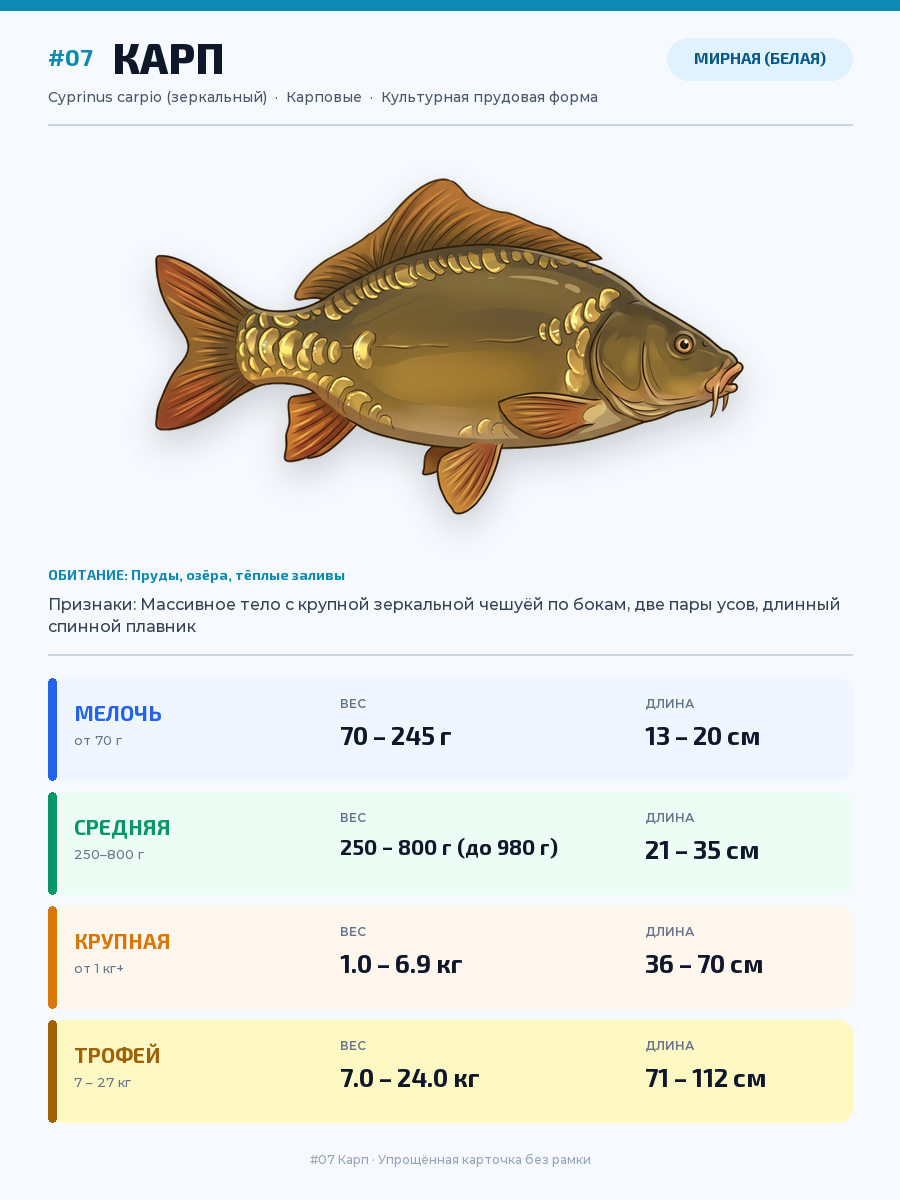 #07 КАРП
МИРНАЯ (БЕЛАЯ)
Cyprinus carpio (зеркальный) · Карповые · Культурная прудовая форма
ОБИТАНИЕ: Пруды, озёра, тёплые заливы
Признаки: Массивное тело с крупной зеркальной чешуёй по бокам, две пары усов, длинный
спинной плавник
МЕЛОЧЬ
от 70 г
ВЕС
70 – 245 г
ДЛИНА
13 – 20 см
СРЕДНЯЯ
250–800 г
ВЕС
250 – 800 г (до 980 г)
ДЛИНА
21 – 35 см
КРУПНАЯ
от 1 кг+
ВЕС
1.0 – 6.9 кг
ДЛИНА
36 – 70 см
ТРОФЕЙ
7 – 27 кг
ВЕС
7.0 – 24.0 кг
ДЛИНА
71 – 112 см
#07 Карп · Упрощённая карточка без рамки